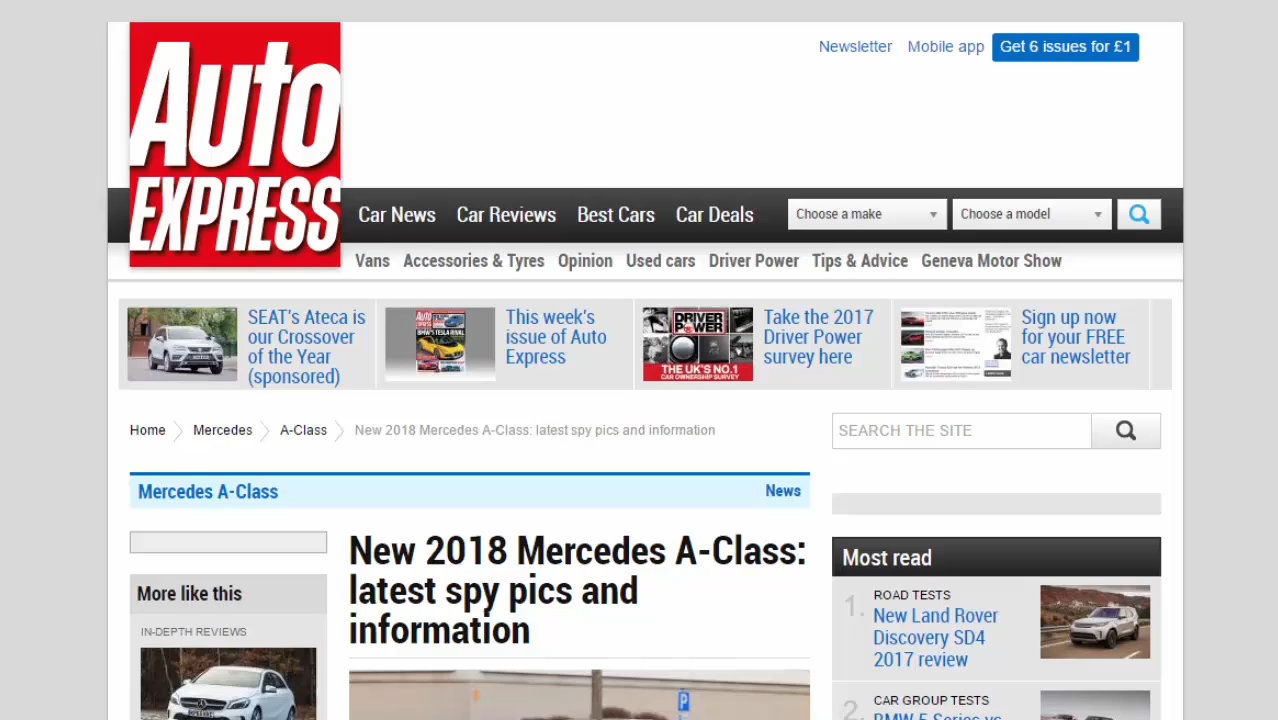 Auto
EXPRESS
Newsletter Mobile app Get 6 issues for £1
Car News Car Reviews Best Cars Car Deals Choose a make Choose a model
Vans Accessories & Tyres Opinion Used cars Driver Power Tips & Advice Geneva Motor Show
SEAT's Ateca is
our Crossover
of the Year
(sponsored)
This week's
issue of Auto
Express
DRIVER
POWER
THE UK'S NO.1
CAR OWNERSHIP SURVEY
Take the 2017
Driver Power
survey here
Sign up now
for your FREE
car newsletter
Home Mercedes A-Class New 2018 Mercedes A-Class: latest spy pics and information
SEARCH THE SITE
Mercedes A-Class News
New 2018 Mercedes A-Class:
latest spy pics and
information
More like this
IN-DEPTH REVIEWS
Most read
1. ROAD TESTS
New Land Rover
Discovery SD4
2017 review
2. CAR GROUP TESTS
BMW 5 Series vs
P